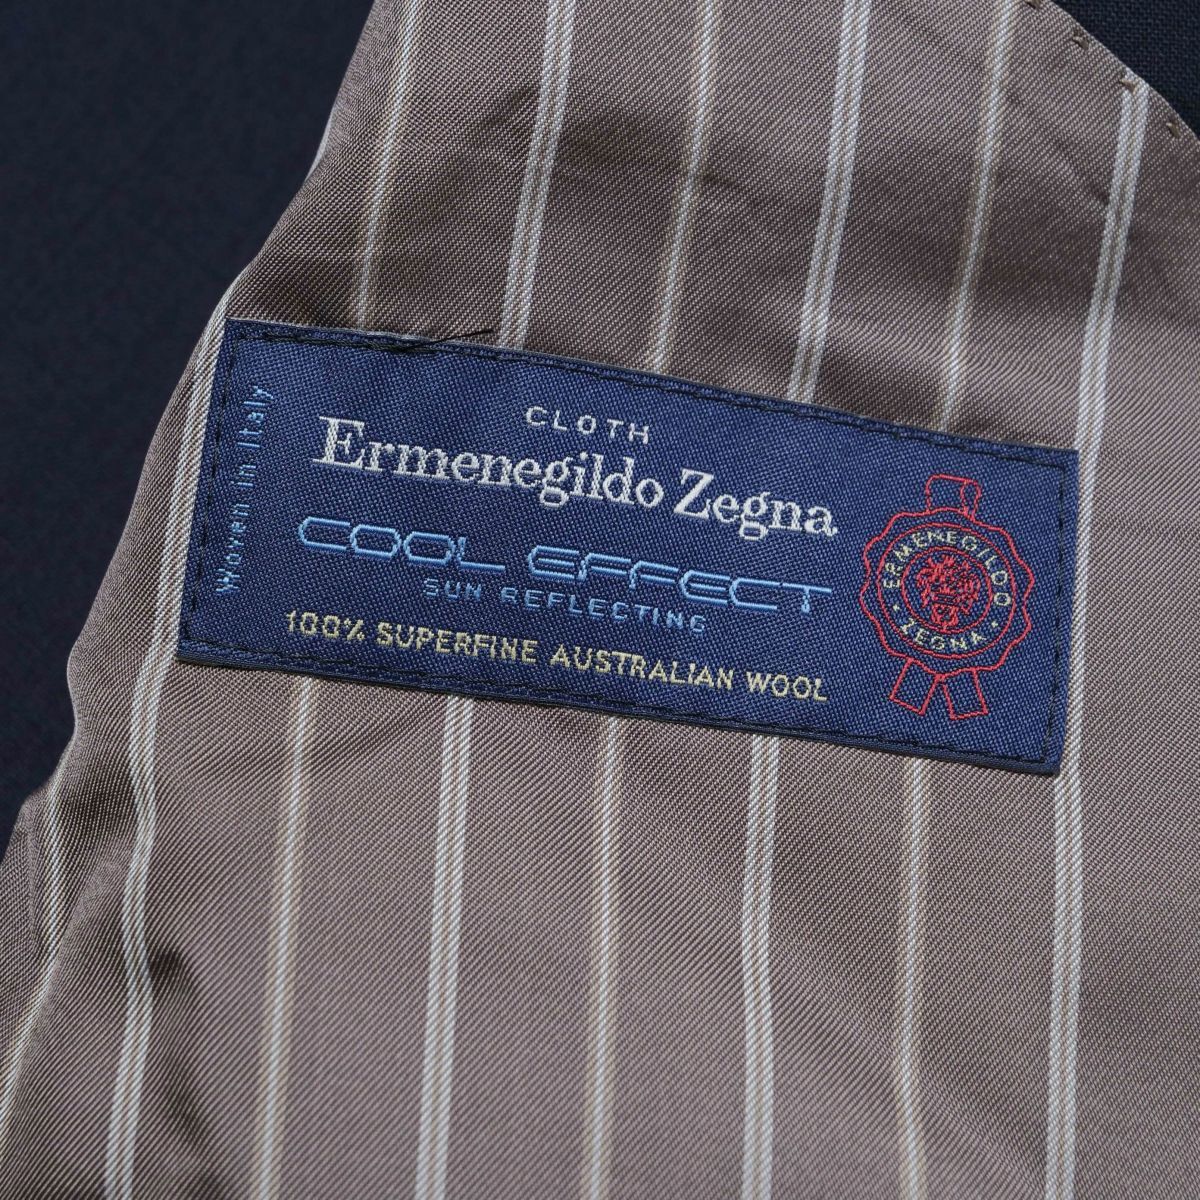 Woven in Italy
CLOTH
Ermenegildo Zegna
COOL EFFECT
SUN REFLECTING
100% SUPERFINE AUSTRALIAN WOOL
ERMENEGILDO
• ZEGNA •